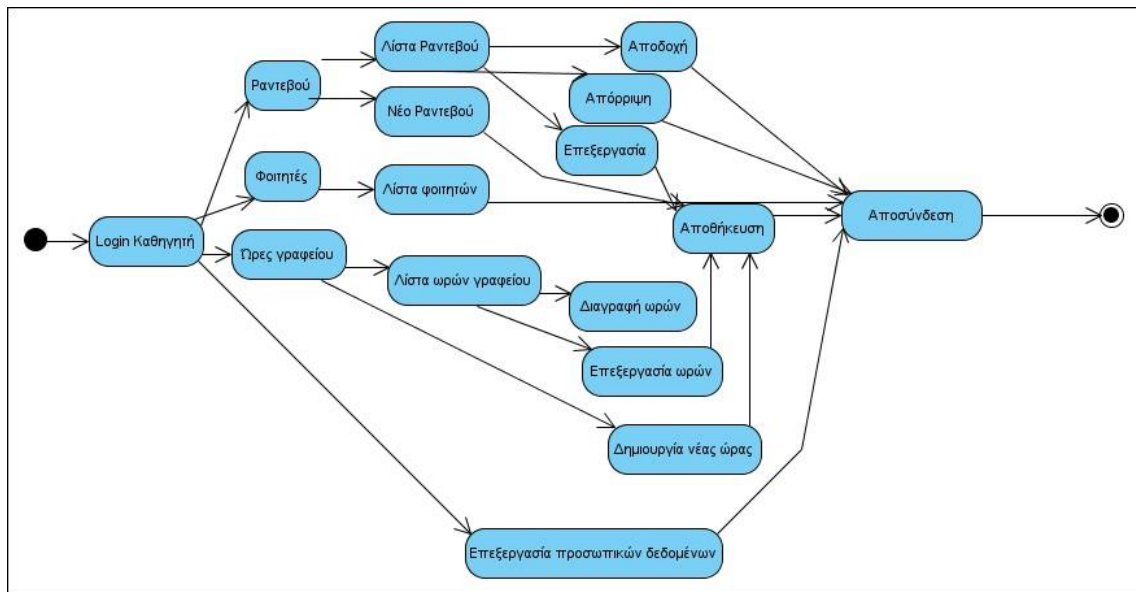 Λίστα Ραντεβού
Αποδοχή
Ραντεβού
Απόρριψη
Νέο Ραντεβού
Επεξεργασία
Φοιτητές
Λίστα φοιτητών
Αποσύνδεση
Login Καθηγητή
Αποθήκευση
Ώρες γραφείου
Λίστα ωρών γραφείου
Διαγραφή ωρών
Επεξεργασία ωρών
Δημιουργία νέας ώρας
Επεξεργασία προσωπικών δεδομένων